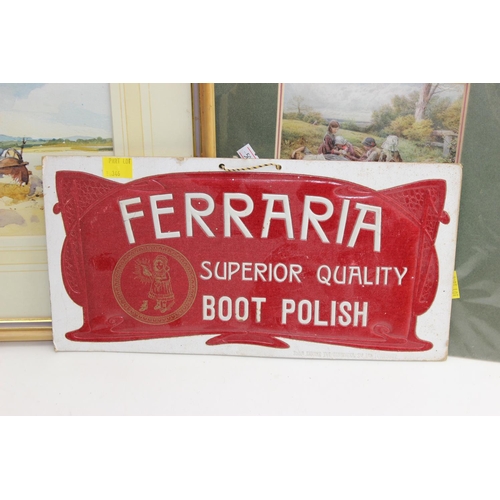 FERRARIA
SUPERIOR QUALITY
BOOT POLISH